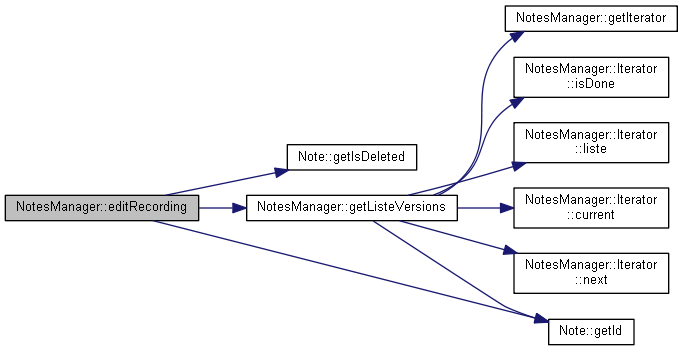 NotesManager::getIterator
NotesManager::Iterator
::isDone
NotesManager::Iterator
::liste
Note::getIsDeleted
NotesManager::editRecording
NotesManager::getListeVersions
NotesManager::Iterator
::current
NotesManager::Iterator
::next
Note::getId